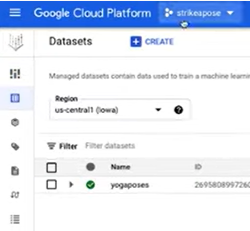 Google Cloud Platform strikeapose
Datasets CREATE
Managed datasets contain data used to train a machine learnin
Region
us-central1 (Iowa)
Filter Filter datasets
Name ID
yogaposes 2695808997260